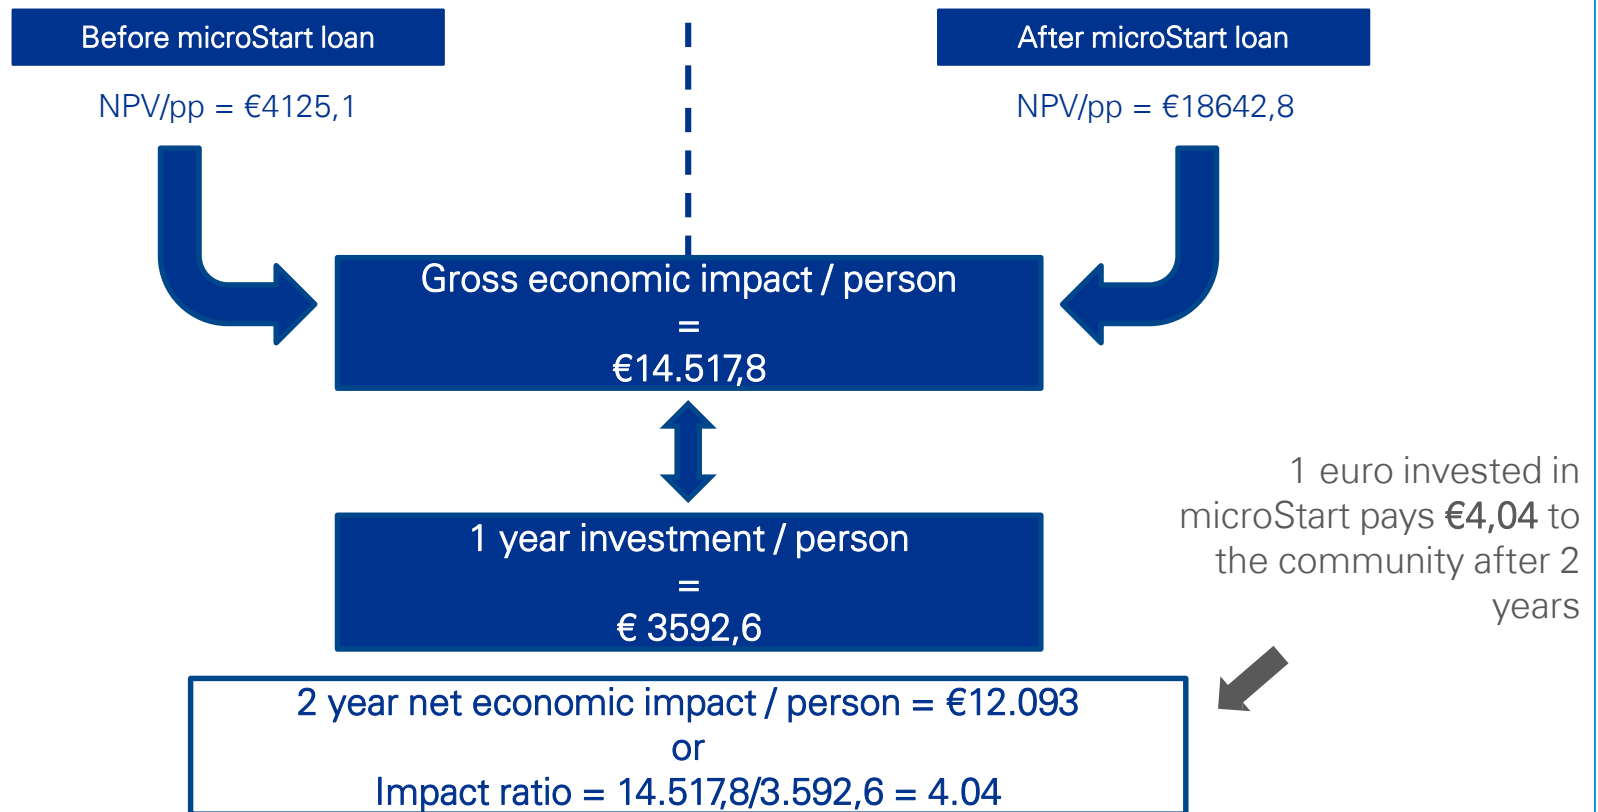 Before microStart loan
After microStart loan
NPV/pp = €4125,1
NPV/pp = €18642,8
Gross economic impact / person
=
€14.517,8
1 year investment / person
=
€ 3592,6
1 euro invested in
microStart pays €4,04 to
the community after 2
years
2 year net economic impact / person = €12.093
or
Impact ratio = 14.517,8/3.592,6 = 4.04